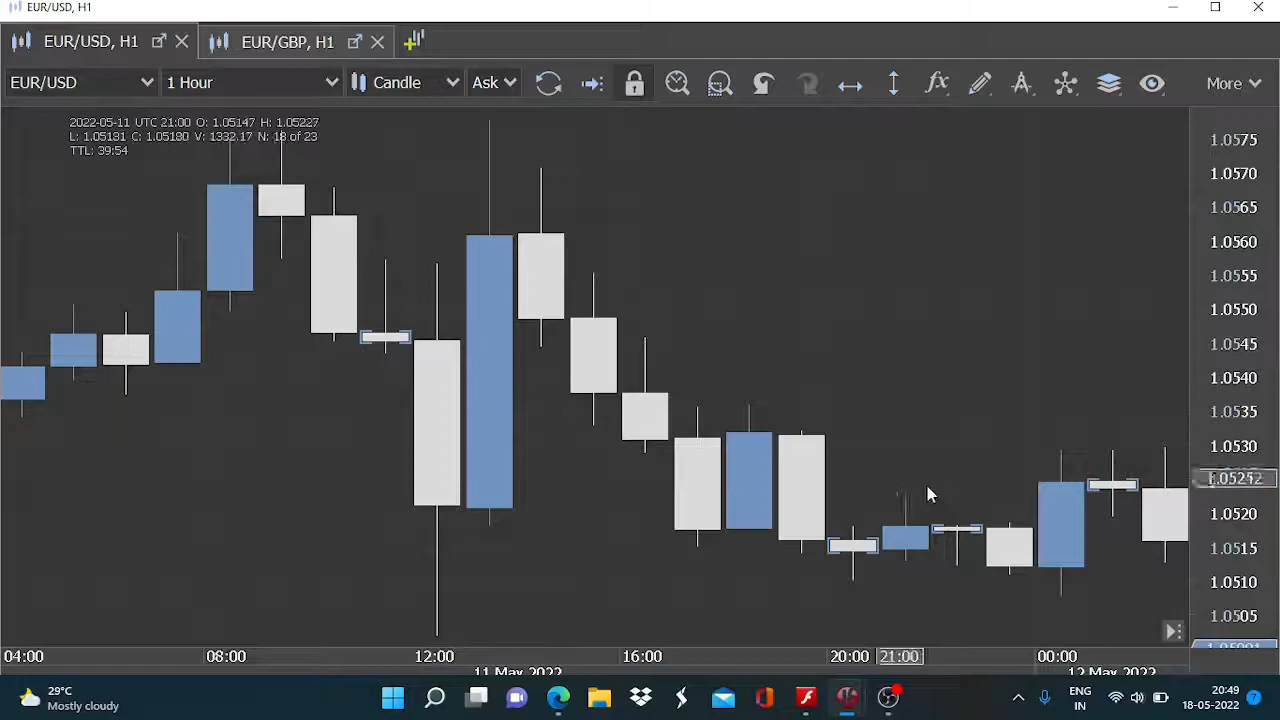 EUR/USD, H1
EUR/USD, H1
EUR/GBP, H1
EUR/USD 1 Hour Candle Ask More
2022-05-11 UTC 21:00 O: 1.05147 H: 1.05227
L: 1.05131 C: 1.05180 V: 1332.17 N: 18 of 23
TTL: 39:54
1.0575
1.0570
1.0565
1.0560
1.0555
1.0550
1.0545
1.0540
1.0535
1.0530
1.05242
1.0520
1.0515
1.0510
1.0505
04:00 08:00 12:00 16:00 20:00 21:00 00:00
11 May 2022 12 May 2022
29°C
Mostly cloudy
ENG
IN
20:49
18-05-2022
7